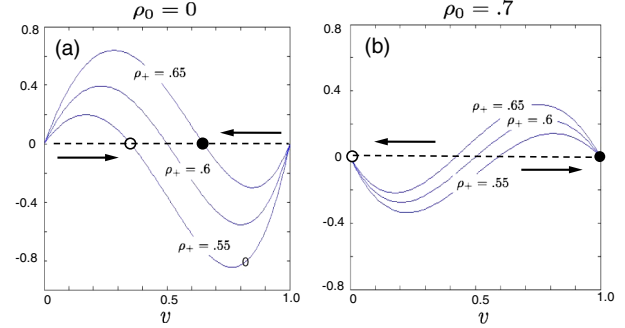 ρ₀ = 0
ρ₀ = .7
(a)
(b)
0.8
0.4
0
-0.4
-0.8
ρ₊ = .65
ρ₊ = .6
ρ₊ = .55
0
0 0.5 1.0
v
0.8
0.4
0
-0.4
-0.8
ρ₊ = .65
ρ₊ = .6
ρ₊ = .55
0 0.5 1.0
v